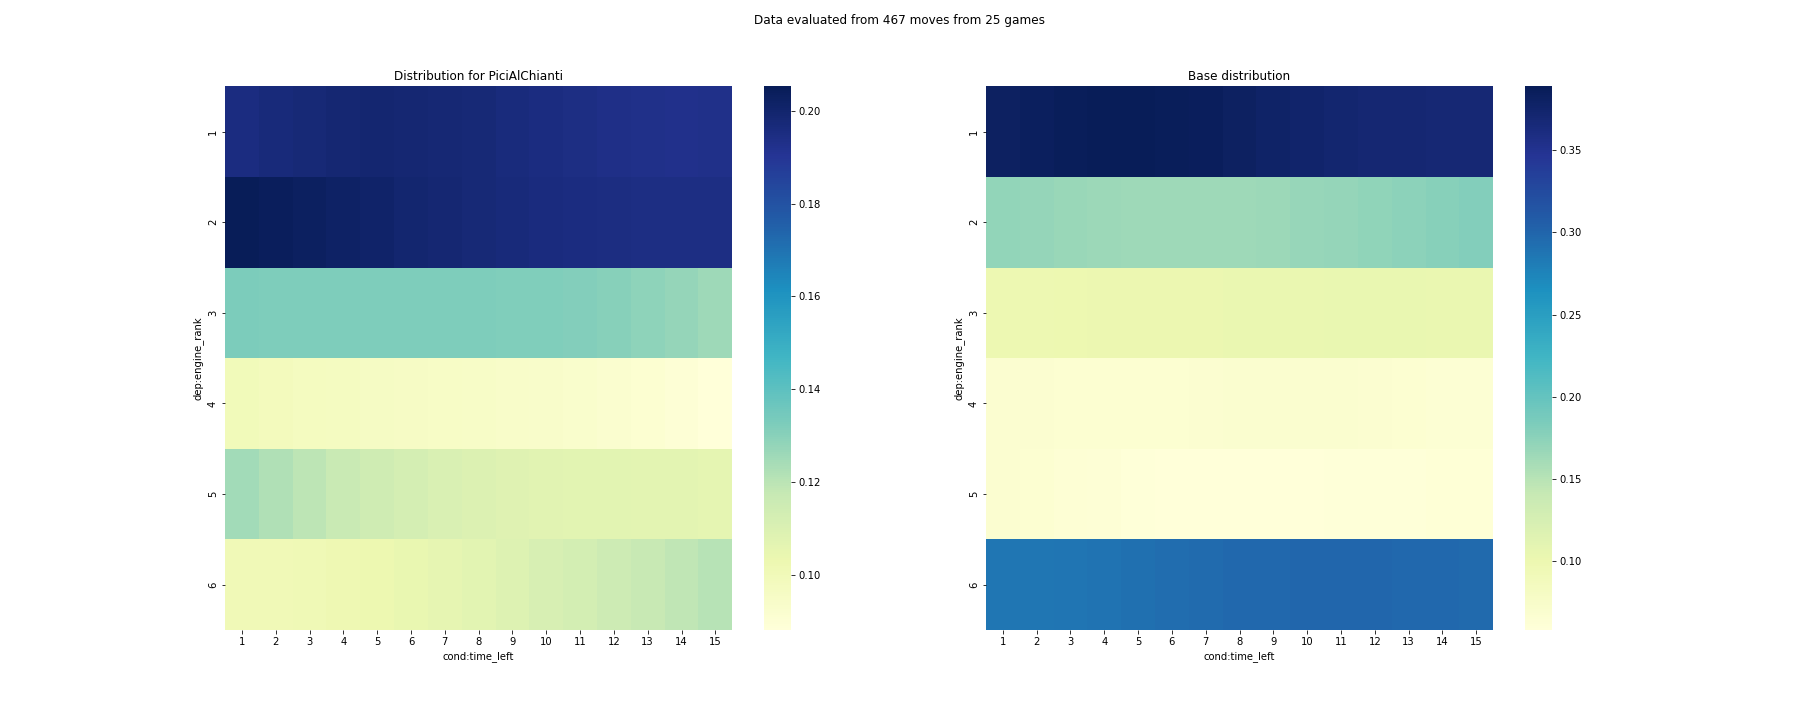 Data evaluated from 467 moves from 25 games
Distribution for PiciAlChianti
dep:engine_rank
1
2
3
4
5
6
1 2 3 4 5 6 7 8 9 10 11 12 13 14 15
cond:time_left
0.20
0.18
0.16
0.14
0.12
0.10
Base distribution
dep:engine_rank
1
2
3
4
5
6
1 2 3 4 5 6 7 8 9 10 11 12 13 14 15
cond:time_left
0.35
0.30
0.25
0.20
0.15
0.10